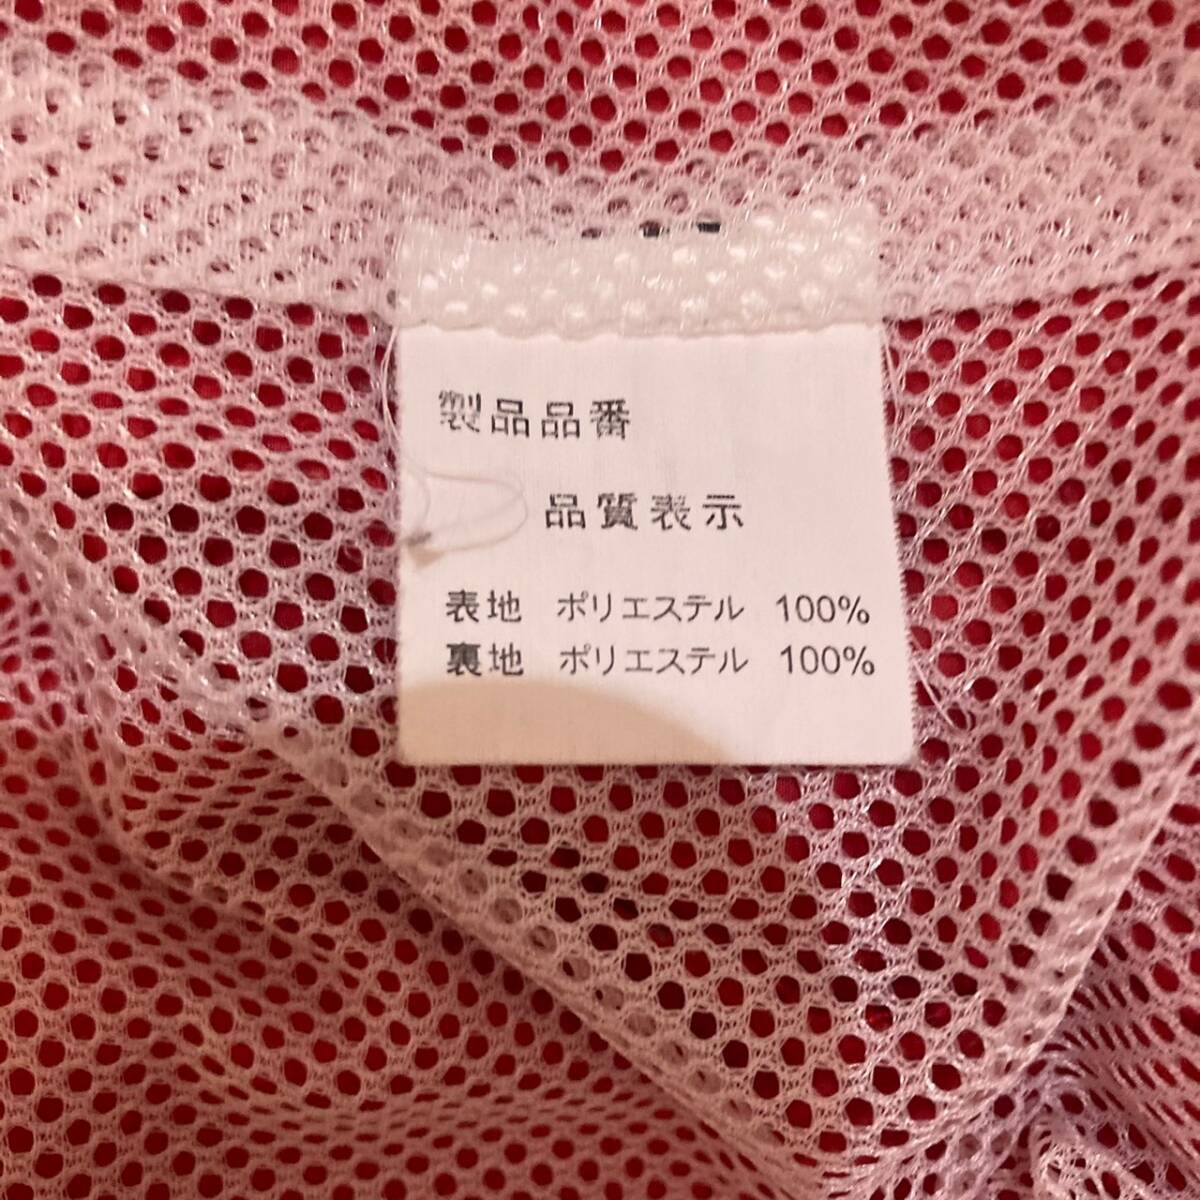 製品品番
品質表示
表地 ポリエステル 100%
裏地 ポリエステル 100%